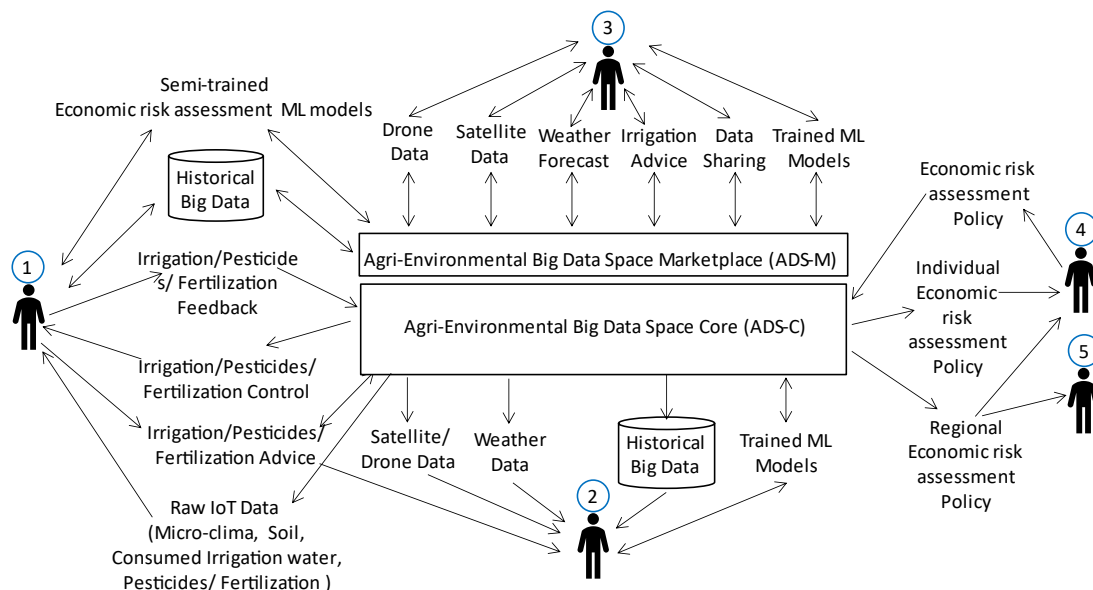 3
Semi-trained
Economic risk assessment ML models
Drone
Data
Satellite
Data
Weather
Forecast
Irrigation
Advice
Data
Sharing
Trained ML
Models
Historical
Big Data
Economic risk
assessment
Policy
1
Irrigation/Pesticide
s/ Fertilization
Feedback
Agri-Environmental Big Data Space Marketplace (ADS-M)
Agri-Environmental Big Data Space Core (ADS-C)
4
Individual
Economic
risk
assessment
Policy
5
Irrigation/Pesticides/
Fertilization Control
Irrigation/Pesticides/
Fertilization Advice
Satellite/
Drone Data
Weather
Data
Historical
Big Data
Trained ML
Models
Regional
Economic risk
assessment
Policy
2
Raw IoT Data
(Micro-clima, Soil,
Consumed Irrigation water,
Pesticides/ Fertilization )